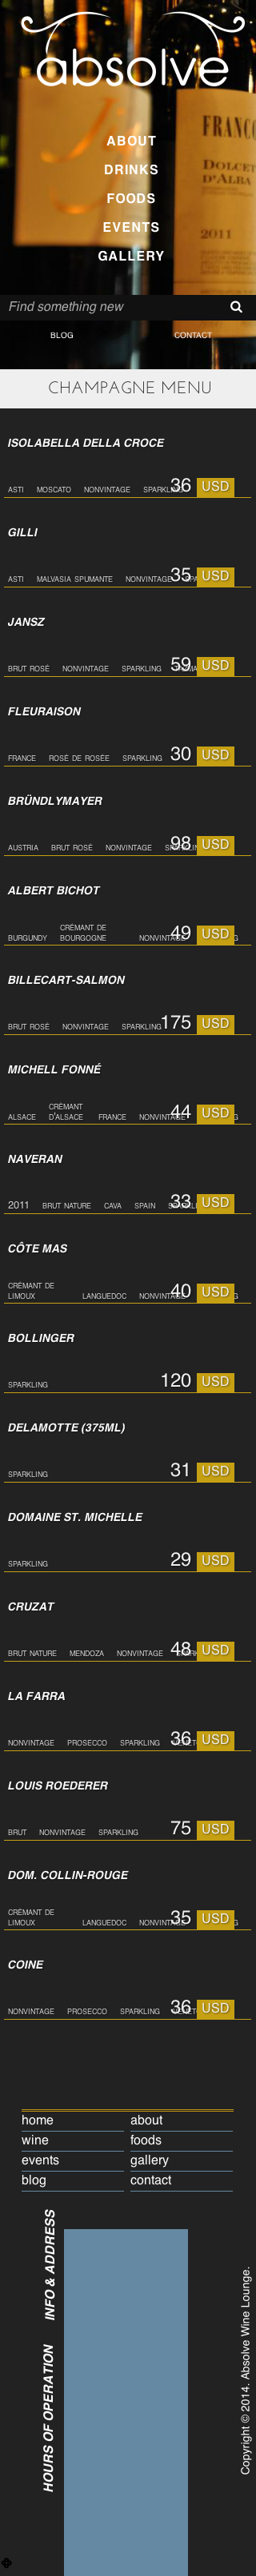 absolve
FRANCO
DOLCET
D'ALBA
2011
ABOUT
DRINKS
FOODS
EVENTS
GALLERY
Find something new
BLOG CONTACT
CHAMPAGNE MENU
ISOLABELLA DELLA CROCE
ASTI MOSCATO NONVINTAGE SPARKLING 36 USD
GILLI
ASTI MALVASIA SPUMANTE NONVINTAGE 35 USD
JANSZ
BRUT ROSÉ NONVINTAGE SPARKLING 59 USD
FLEURAISON
FRANCE ROSÉ DE ROSÉE SPARKLING 30 USD
BRÜNDLYMAYER
AUSTRIA BRUT ROSÉ NONVINTAGE 98 USD
ALBERT BICHOT
BURGUNDY CRÉMANT DE BOURGOGNE NONVINTAGE 49 USD
BILLECART-SALMON
BRUT ROSÉ NONVINTAGE SPARKLING 175 USD
MICHELL FONNÉ
ALSACE CRÉMANT D'ALSACE FRANCE NONVINTAGE 44 USD
NAVERAN
2011 BRUT NATURE CAVA SPAIN 33 USD
CÔTE MAS
CRÉMANT DE LIMOUX LANGUEDOC NONVINTAGE 40 USD
BOLLINGER
SPARKLING 120 USD
DELAMOTTE (375ML)
SPARKLING 31 USD
DOMAINE ST. MICHELLE
SPARKLING 29 USD
CRUZAT
BRUT NATURE MENDOZA NONVINTAGE 48 USD
LA FARRA
NONVINTAGE PROSECCO SPARKLING 36 USD
LOUIS ROEDERER
BRUT NONVINTAGE SPARKLING 75 USD
DOM. COLLIN-ROUGE
CRÉMANT DE LIMOUX LANGUEDOC NONVINTAGE 35 USD
COINE
NONVINTAGE PROSECCO SPARKLING 36 USD
home about
wine foods
events gallery
blog contact
INFO & ADDRESS
HOURS OF OPERATION
Copyright © 2014. Absolve Wine Lounge.